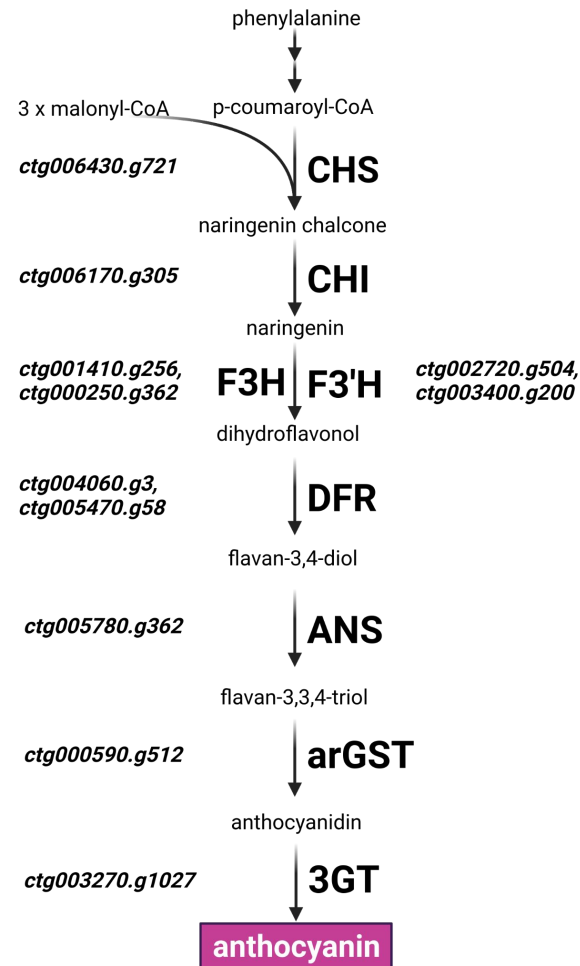 phenylalanine
3 x malonyl-CoA
p-coumaroyl-CoA
ctg006430.g721
CHS
naringenin chalcone
ctg006170.g305
CHI
naringenin
ctg001410.g256,
ctg000250.g362
F3H
F3'H
ctg002720.g504,
ctg003400.g200
dihydroflavonol
ctg004060.g3,
ctg005470.g58
DFR
flavan-3,4-diol
ctg005780.g362
ANS
flavan-3,3,4-triol
ctg000590.g512
arGST
anthocyanidin
ctg003270.g1027
3GT
anthocyanin